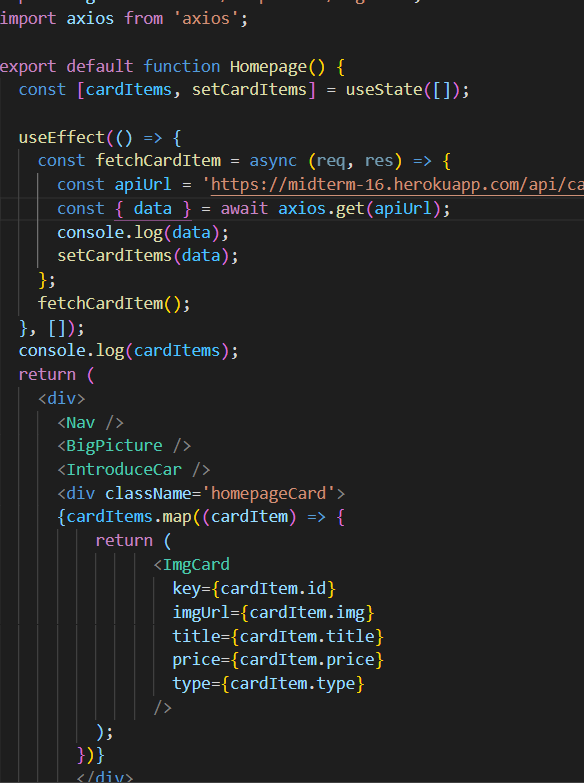 import axios from 'axios';
export default function Homepage() {
const [cardItems, setCardItems] = useState([]);
useEffect(() => {
const fetchCardItem = async (req, res) => {
const apiUrl = 'https://midterm-16.herokuapp.com/api/ca
const { data } = await axios.get(apiUrl);
console.log(data);
setCardItems(data);
};
fetchCardItem();
}, []);
console.log(cardItems);
return (
<div>
<Nav />
<BigPicture />
<IntroduceCar />
<div className='homepageCard'>
{cardItems.map((cardItem) => {
return (
<ImgCard
key={cardItem.id}
imgUrl={cardItem.img}
title={cardItem.title}
price={cardItem.price}
type={cardItem.type}
/>
);
})}
</div>